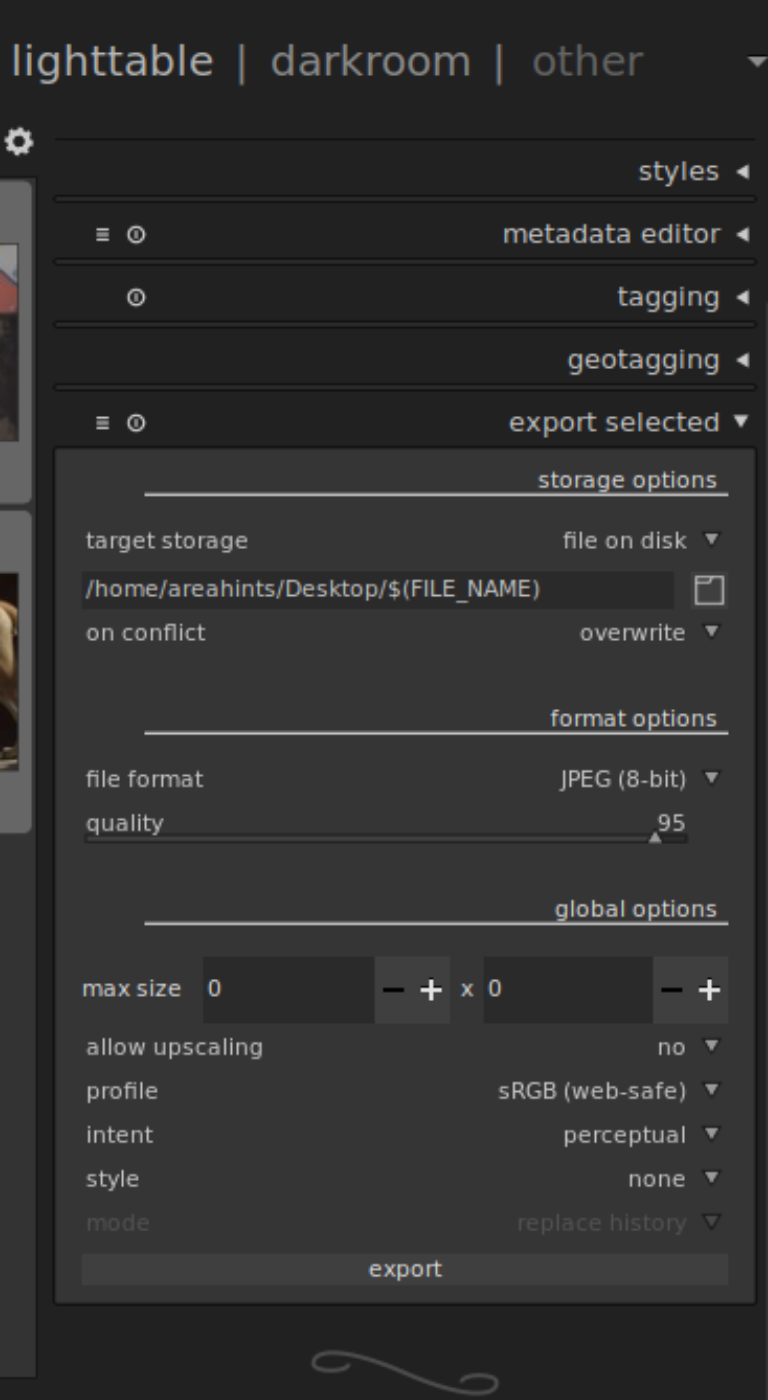 lighttable | darkroom | other
styles
metadata editor
tagging
geotagging
export selected
storage options
target storage file on disk
/home/areahints/Desktop/$(FILE_NAME)
on conflict overwrite
format options
file format JPEG (8-bit)
quality 95
global options
max size 0 − + x 0 − +
allow upscaling no
profile sRGB (web-safe)
intent perceptual
style none
mode replace history
export